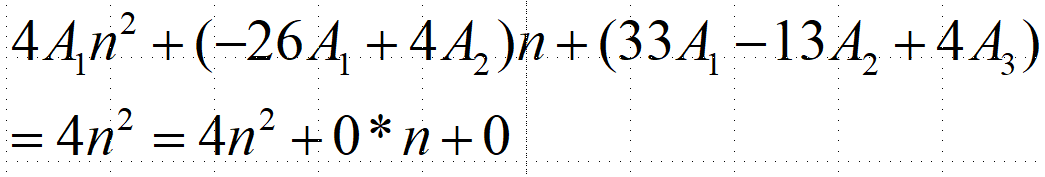 4A₁n² + (−26A₁ + 4A₂)n + (33A₁ − 13A₂ + 4A₃)
= 4n² = 4n² + 0 * n + 0